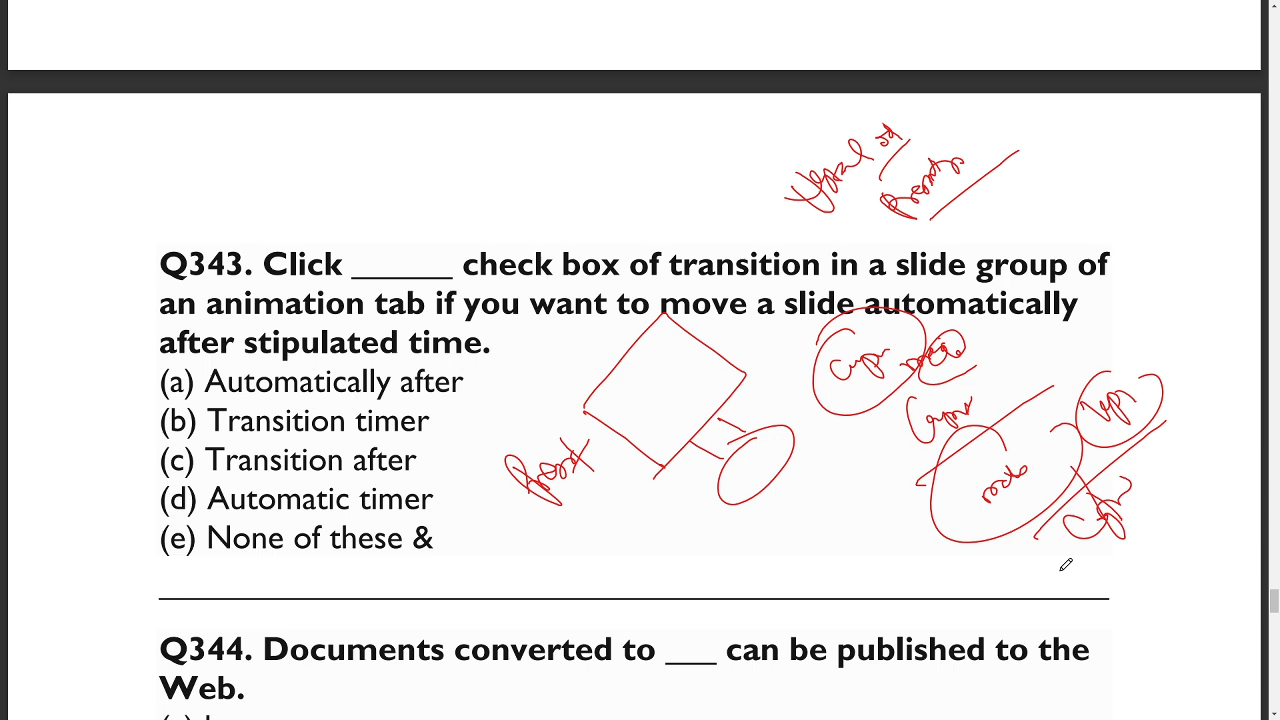 Q343. Click ______ check box of transition in a slide group of
an animation tab if you want to move a slide automatically
after stipulated time.
(a) Automatically after
(b) Transition timer
(c) Transition after
(d) Automatic timer
(e) None of these &
Q344. Documents converted to ___ can be published to the
Web.